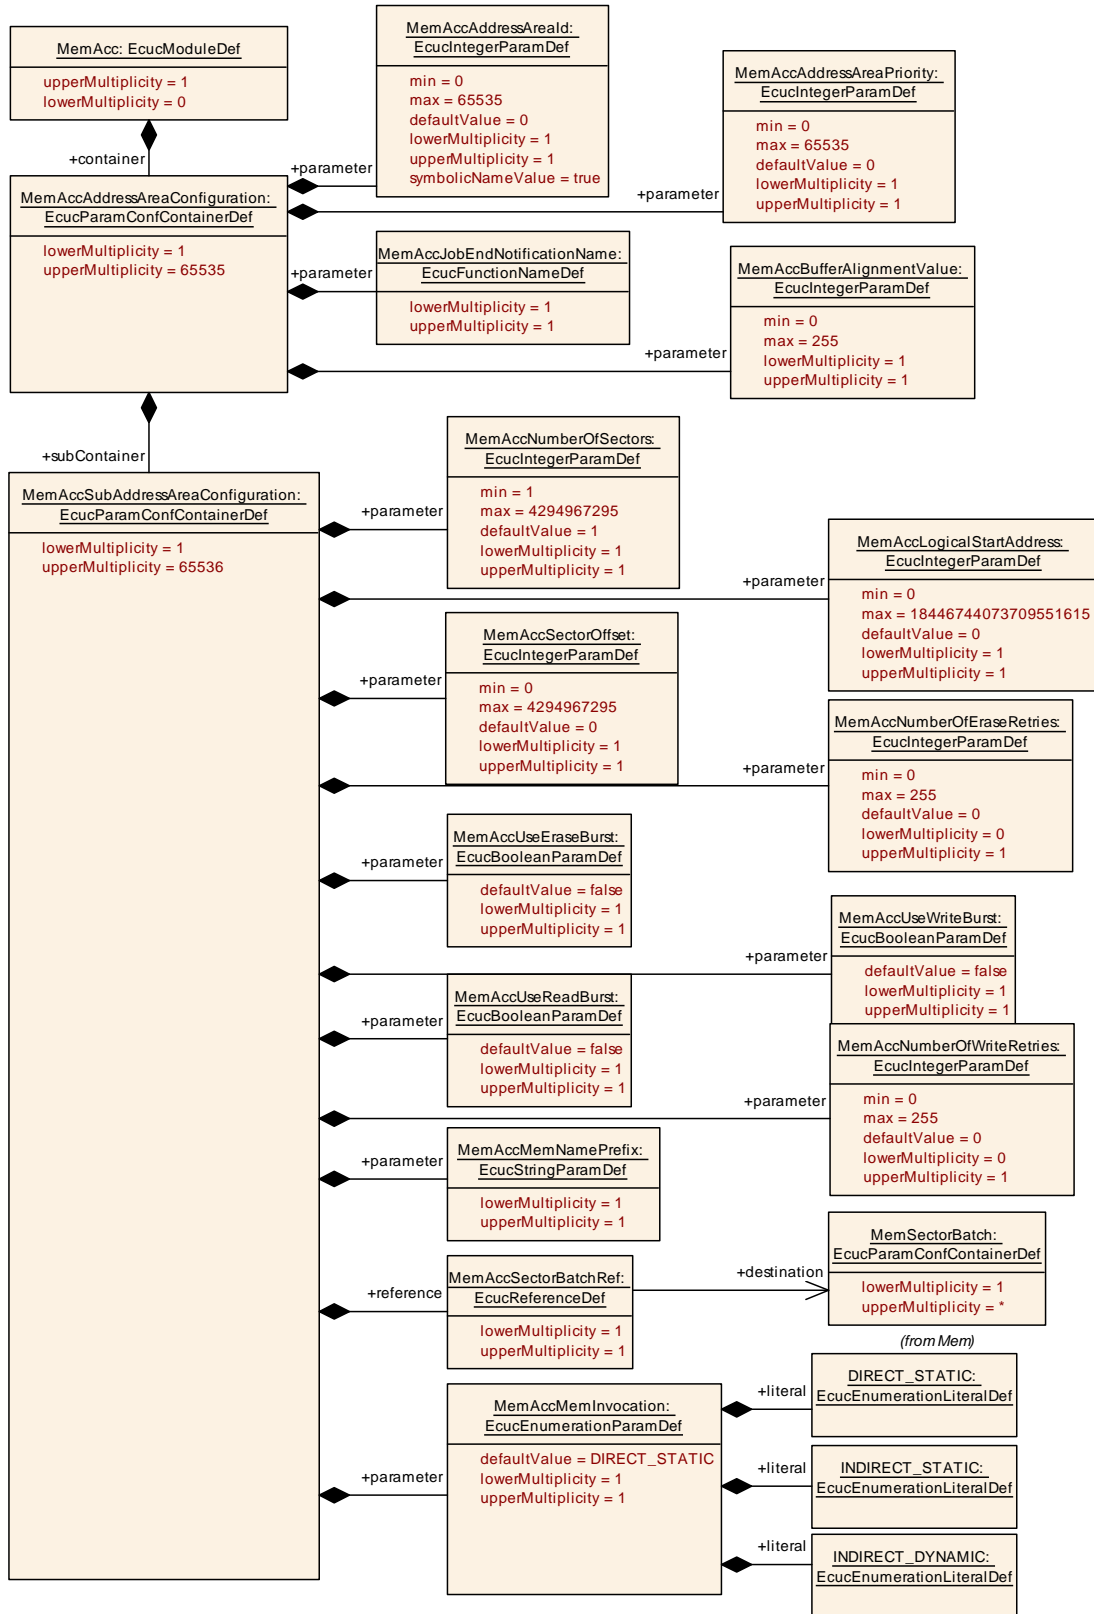 MemAcc: EcucModuleDef
upperMultiplicity = 1
lowerMultiplicity = 0
+container
MemAccAddressAreaConfiguration:
EcucParamConfContainerDef
lowerMultiplicity = 1
upperMultiplicity = 65535
+parameter
MemAccAddressAreaId:
EcucIntegerParamDef
min = 0
max = 65535
defaultValue = 0
lowerMultiplicity = 1
upperMultiplicity = 1
symbolicNameValue = true
+parameter
MemAccAddressAreaPriority:
EcucIntegerParamDef
min = 0
max = 65535
defaultValue = 0
lowerMultiplicity = 1
upperMultiplicity = 1
+parameter
MemAccJobEndNotificationName:
EcucFunctionNameDef
lowerMultiplicity = 1
upperMultiplicity = 1
+parameter
MemAccBufferAlignmentValue:
EcucIntegerParamDef
min = 0
max = 255
lowerMultiplicity = 1
upperMultiplicity = 1
+subContainer
MemAccSubAddressAreaConfiguration:
EcucParamConfContainerDef
lowerMultiplicity = 1
upperMultiplicity = 65536
+parameter
MemAccNumberOfSectors:
EcucIntegerParamDef
min = 1
max = 4294967295
defaultValue = 1
lowerMultiplicity = 1
upperMultiplicity = 1
+parameter
MemAccLogicalStartAddress:
EcucIntegerParamDef
min = 0
max = 18446744073709551615
defaultValue = 0
lowerMultiplicity = 1
upperMultiplicity = 1
+parameter
MemAccSectorOffset:
EcucIntegerParamDef
min = 0
max = 4294967295
defaultValue = 0
lowerMultiplicity = 1
upperMultiplicity = 1
+parameter
MemAccNumberOfEraseRetries:
EcucIntegerParamDef
min = 0
max = 255
defaultValue = 0
lowerMultiplicity = 0
upperMultiplicity = 1
+parameter
MemAccUseEraseBurst:
EcucBooleanParamDef
defaultValue = false
lowerMultiplicity = 1
upperMultiplicity = 1
+parameter
MemAccUseWriteBurst:
EcucBooleanParamDef
defaultValue = false
lowerMultiplicity = 1
upperMultiplicity = 1
+parameter
MemAccUseReadBurst:
EcucBooleanParamDef
defaultValue = false
lowerMultiplicity = 1
upperMultiplicity = 1
+parameter
MemAccNumberOfWriteRetries:
EcucIntegerParamDef
min = 0
max = 255
defaultValue = 0
lowerMultiplicity = 0
upperMultiplicity = 1
+parameter
MemAccMemNamePrefix:
EcucStringParamDef
lowerMultiplicity = 1
upperMultiplicity = 1
+reference
MemAccSectorBatchRef:
EcucReferenceDef
lowerMultiplicity = 1
upperMultiplicity = 1
+destination
MemSectorBatch:
EcucParamConfContainerDef
lowerMultiplicity = 1
upperMultiplicity = *
(from Mem)
+parameter
MemAccMemInvocation:
EcucEnumerationParamDef
defaultValue = DIRECT_STATIC
lowerMultiplicity = 1
upperMultiplicity = 1
+literal
DIRECT_STATIC:
EcucEnumerationLiteralDef
+literal
INDIRECT_STATIC:
EcucEnumerationLiteralDef
+literal
INDIRECT_DYNAMIC:
EcucEnumerationLiteralDef